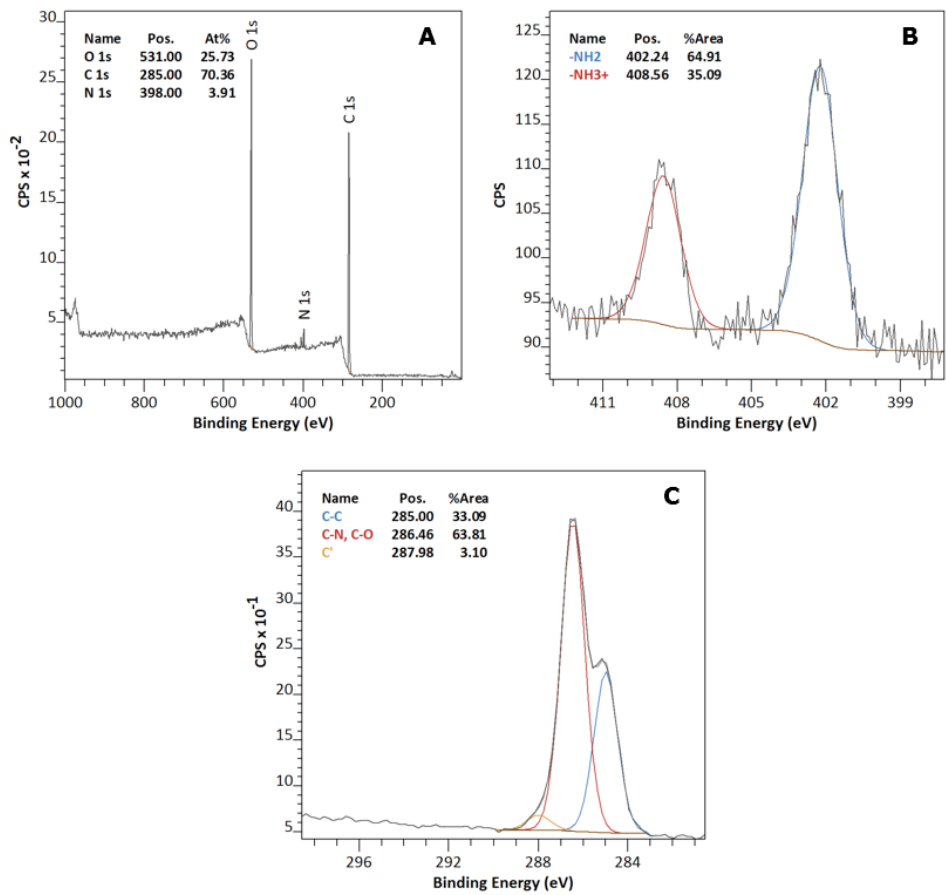 A
Name Pos. At%
O 1s 531.00 25.73
C 1s 285.00 70.36
N 1s 398.00 3.91
O 1s
C 1s
N 1s
CPS x 10-2
30
25
20
15
10
5
1000 800 600 400 200
Binding Energy (eV)
B
Name Pos. %Area
-NH2 402.24 64.91
-NH3+ 408.56 35.09
CPS
125
120
115
110
105
100
95
90
411 408 405 402 399
Binding Energy (eV)
C
Name Pos. %Area
C-C 285.00 33.09
C-N, C-O 286.46 63.81
C' 287.98 3.10
CPS x 10-1
40
35
30
25
20
15
10
5
296 292 288 284
Binding Energy (eV)